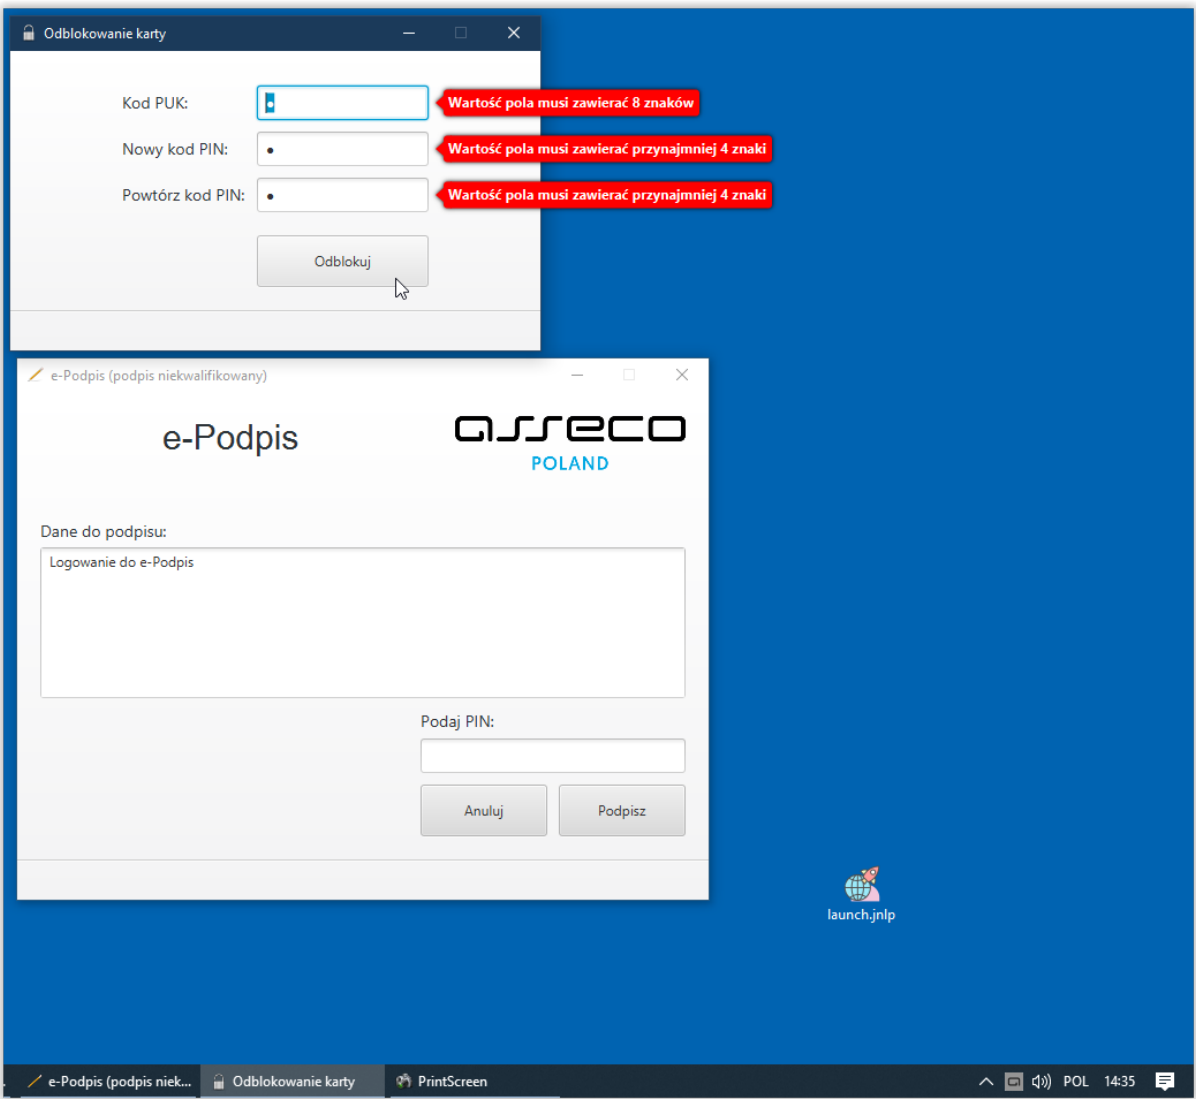 Odblokowanie karty
Kod PUK:
Wartość pola musi zawierać 8 znaków
Nowy kod PIN:
Wartość pola musi zawierać przynajmniej 4 znaki
Powtórz kod PIN:
Wartość pola musi zawierać przynajmniej 4 znaki
Odblokuj
e-Podpis (podpis niekwalifikowany)
e-Podpis
asseco
POLAND
Dane do podpisu:
Logowanie do e-Podpis
Podaj PIN:
Anuluj
Podpisz
launch.jnlp
e-Podpis (podpis niek...
Odblokowanie karty
PrintScreen
POL
14:35